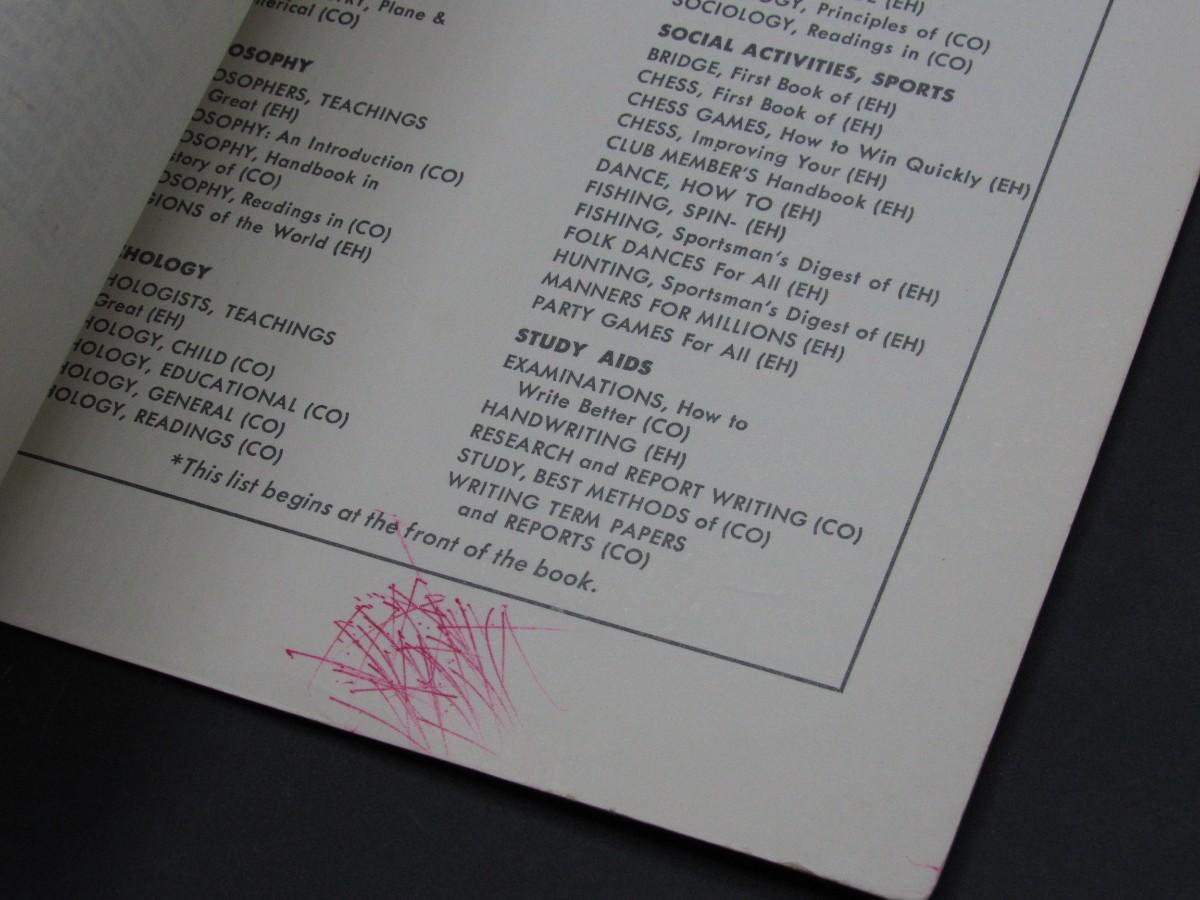 Plane &
(CO)
OSOPHY
OSOPHERS, TEACHINGS
Great (EH)
OSOPHY: An Introduction (CO)
OSOPHY, Handbook in
story of (CO)
OSOPHY, Readings in (CO)
GIONS of the World (EH)
HOLOGY
HOLOGISTS, TEACHINGS
Great (EH)
HOLOGY, CHILD (CO)
HOLOGY, EDUCATIONAL (CO)
HOLOGY, GENERAL (CO)
HOLOGY, READINGS (CO)
(EH)
OGY, Principles of (CO)
SOCIOLOGY, Readings in (CO)
SOCIAL ACTIVITIES, SPORTS
BRIDGE, First Book of (EH)
CHESS, First Book of (EH)
CHESS GAMES, How to Win Quickly (EH)
CHESS, Improving Your (EH)
CLUB MEMBER'S Handbook (EH)
DANCE, HOW TO (EH)
FISHING, SPIN- (EH)
FISHING, Sportsman's Digest of (EH)
FOLK DANCES For All (EH)
HUNTING, Sportsman's Digest of (EH)
MANNERS FOR MILLIONS (EH)
PARTY GAMES For All (EH)
STUDY AIDS
EXAMINATIONS, How to
Write Better (CO)
HANDWRITING (EH)
RESEARCH and REPORT WRITING (CO)
STUDY, BEST METHODS of (CO)
WRITING TERM PAPERS
and REPORTS (CO)
*This list begins at the front of the book.